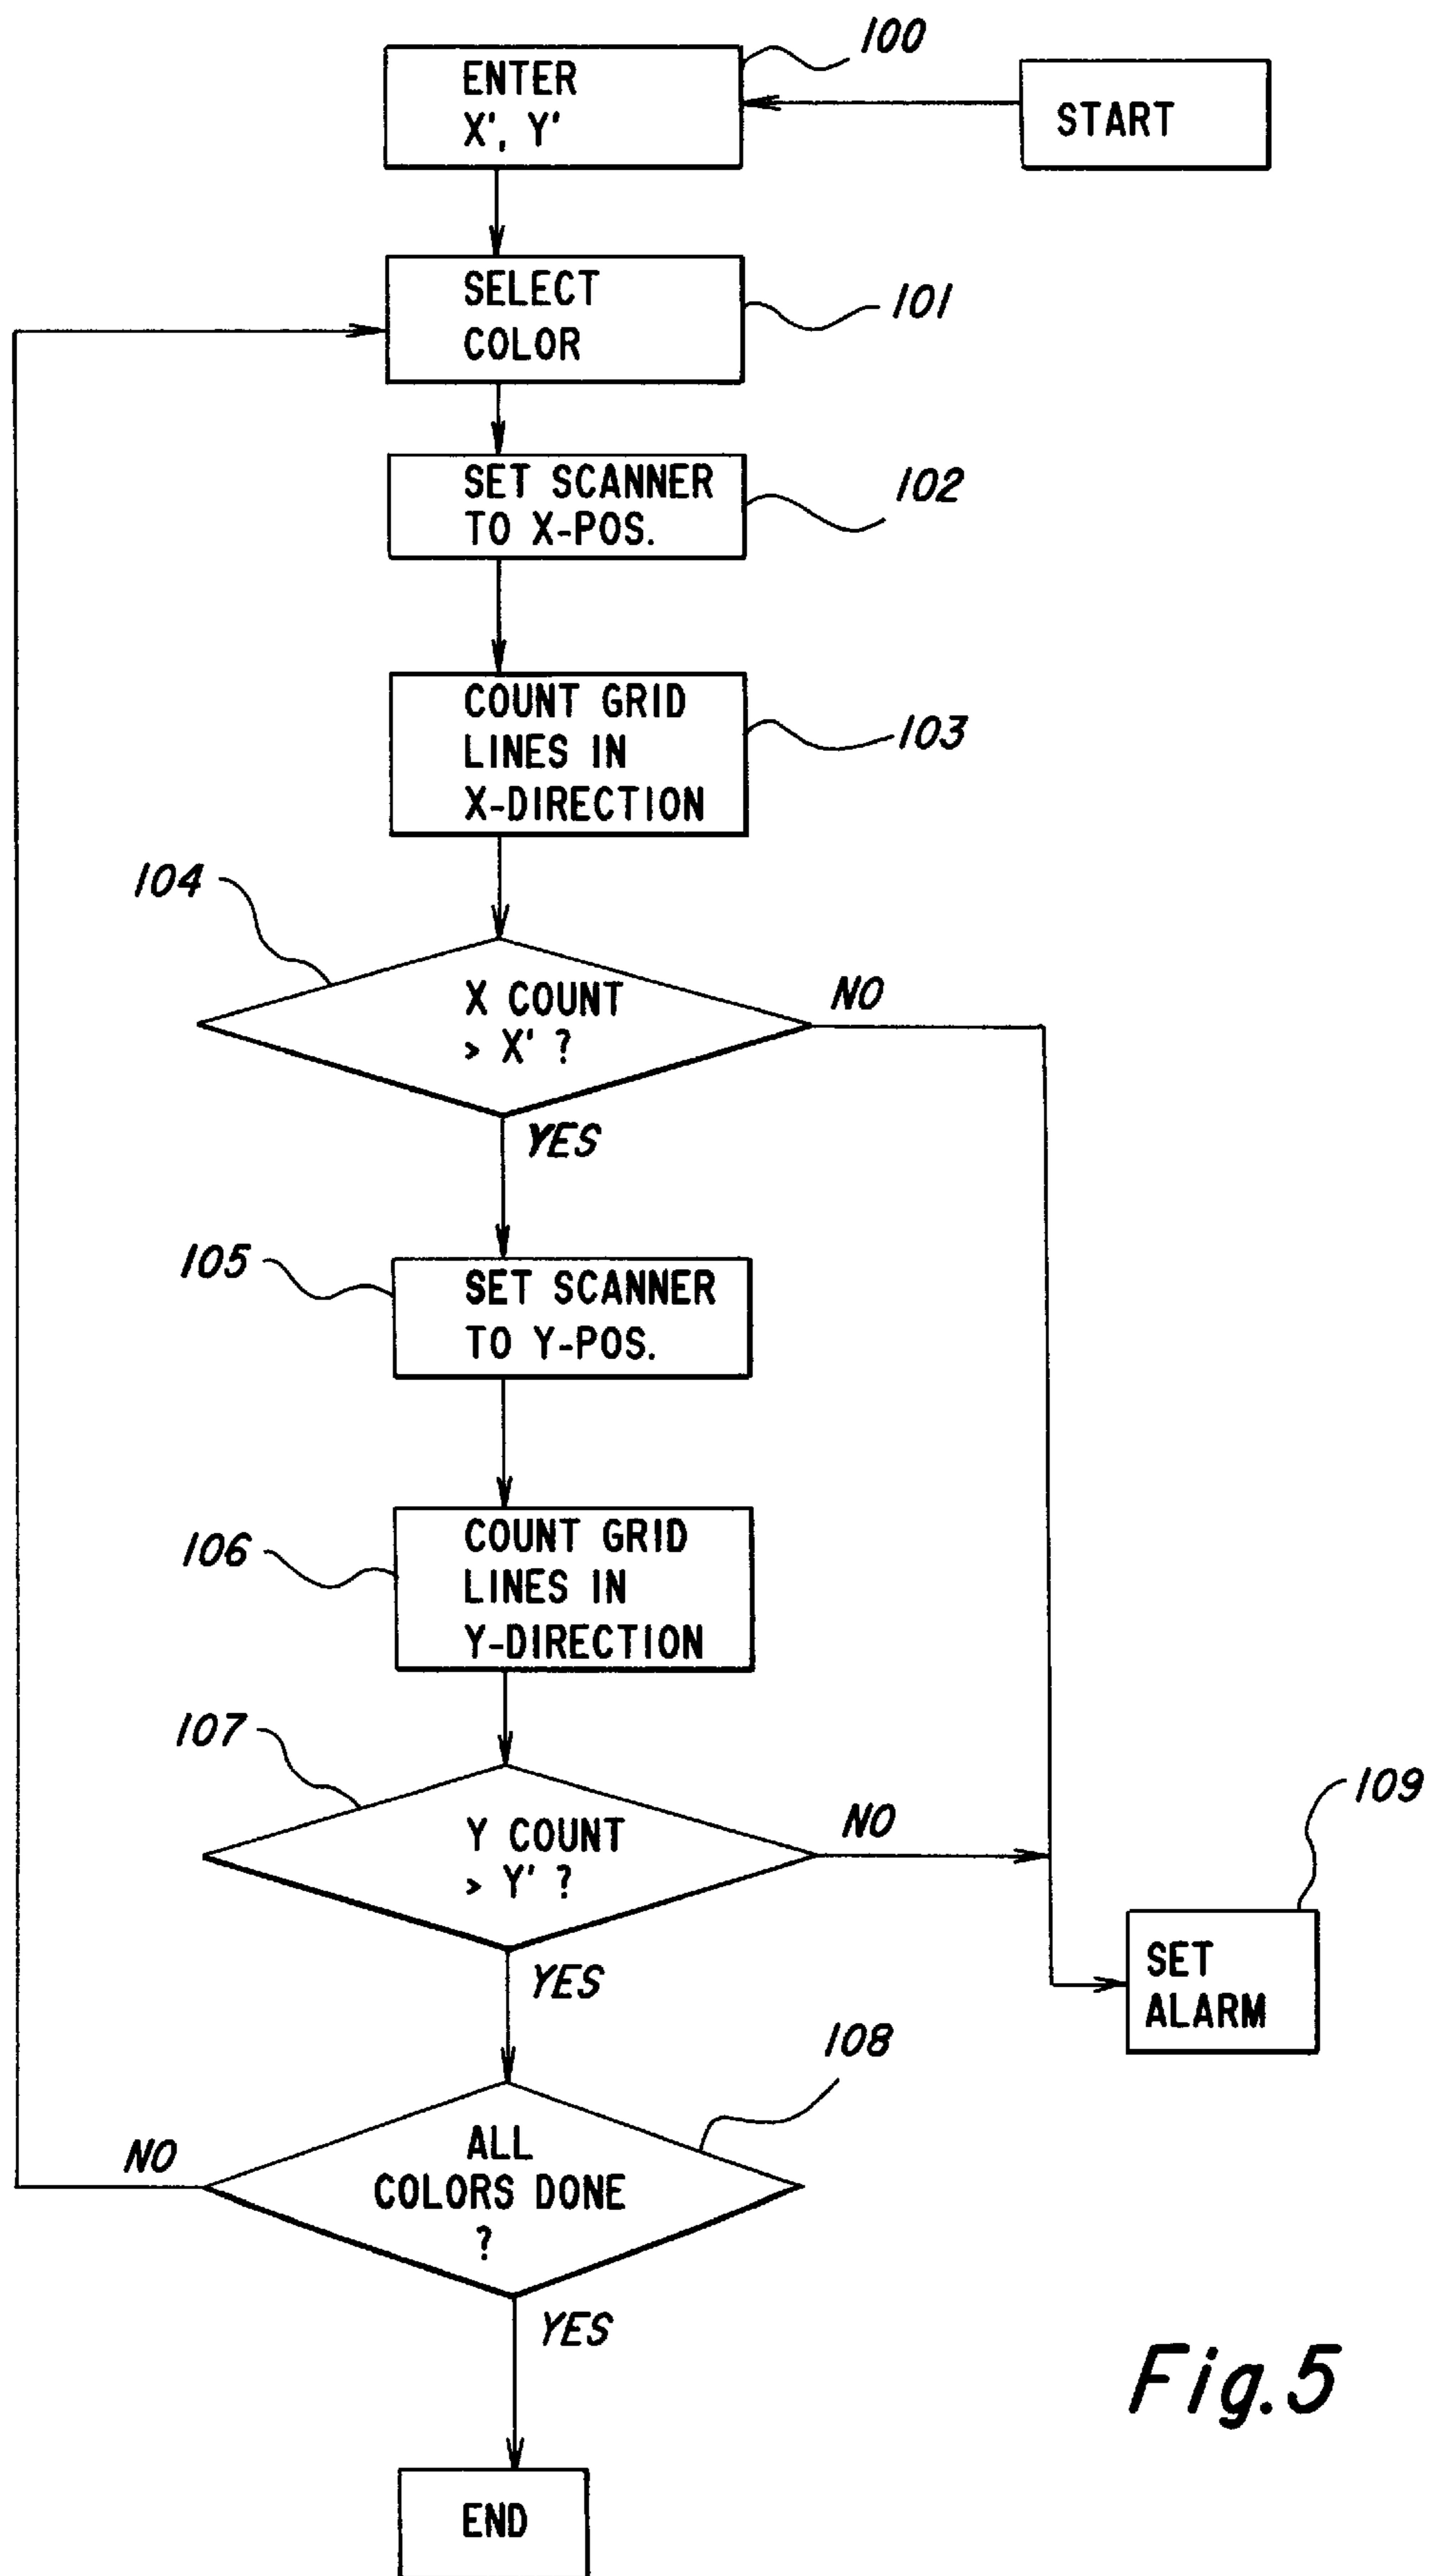 100
ENTER
X', Y'
START
SELECT
COLOR
101
SET SCANNER
TO X-POS.
102
COUNT GRID
LINES IN
X-DIRECTION
103
104
X COUNT
> X' ?
NO
YES
105
SET SCANNER
TO Y-POS.
106
COUNT GRID
LINES IN
Y-DIRECTION
107
Y COUNT
> Y' ?
NO
YES
109
SET
ALARM
108
ALL
COLORS DONE
?
NO
YES
END
Fig.5